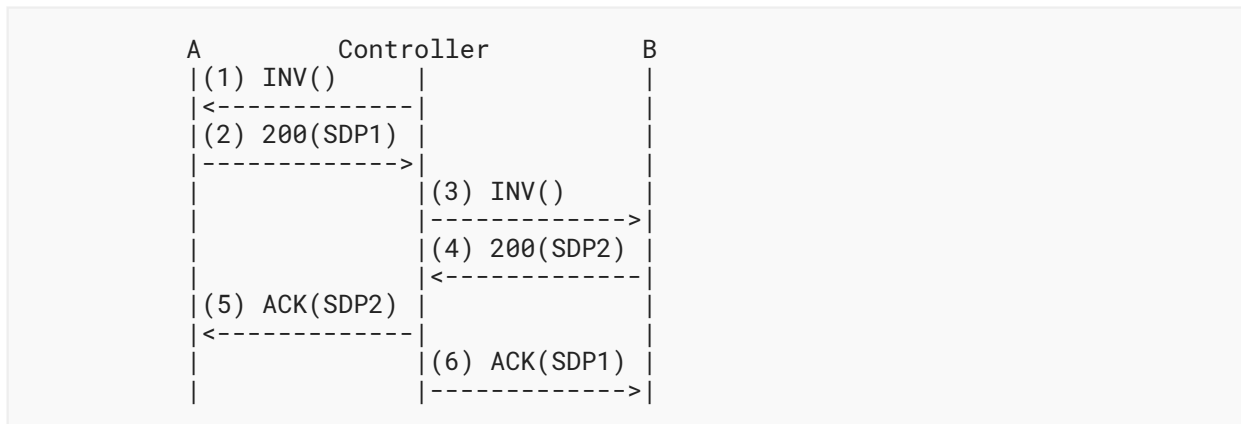 A Controller B
|(1) INV() | |
|<-------------| |
|(2) 200(SDP1) | |
|------------->| |
| |(3) INV() |
| |------------->|
| |(4) 200(SDP2) |
| |<-------------|
|(5) ACK(SDP2) | |
|<-------------| |
| |(6) ACK(SDP1) |
| |------------->|